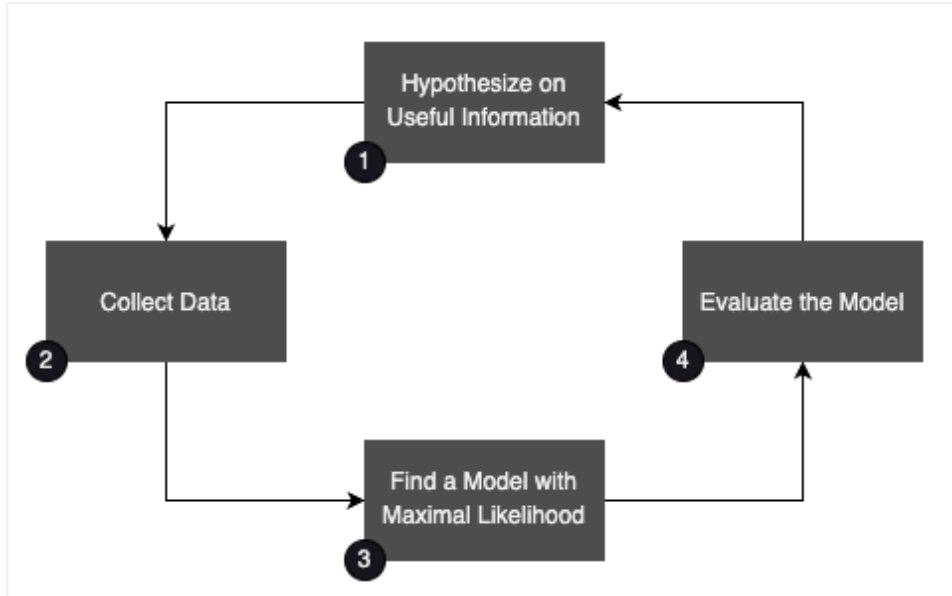 Hypothesize on
Useful Information
1
Collect Data
2
Find a Model with
Maximal Likelihood
3
Evaluate the Model
4